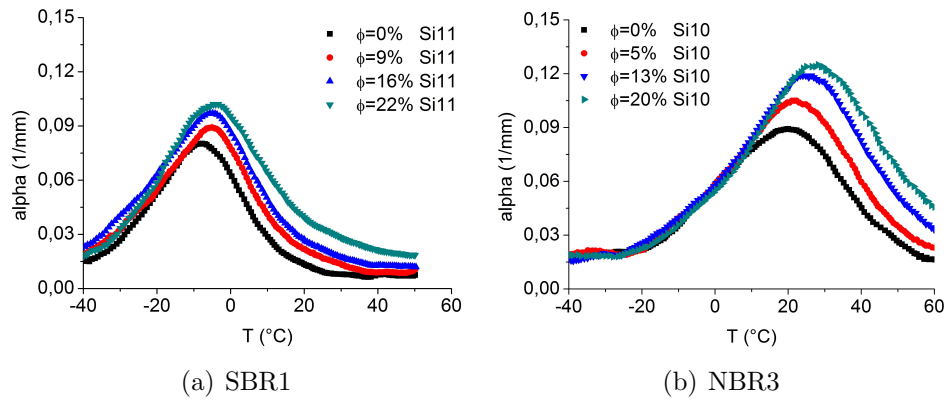 0,15
0,12
0,09
0,06
0,03
0,00
alpha (1/mm)
-40
-20
0
20
40
60
T (°C)
ϕ=0% Si11
ϕ=9% Si11
ϕ=16% Si11
ϕ=22% Si11
(a) SBR1
0,15
0,12
0,09
0,06
0,03
0,00
alpha (1/mm)
-40
-20
0
20
40
60
T (°C)
ϕ=0% Si10
ϕ=5% Si10
ϕ=13% Si10
ϕ=20% Si10
(b) NBR3